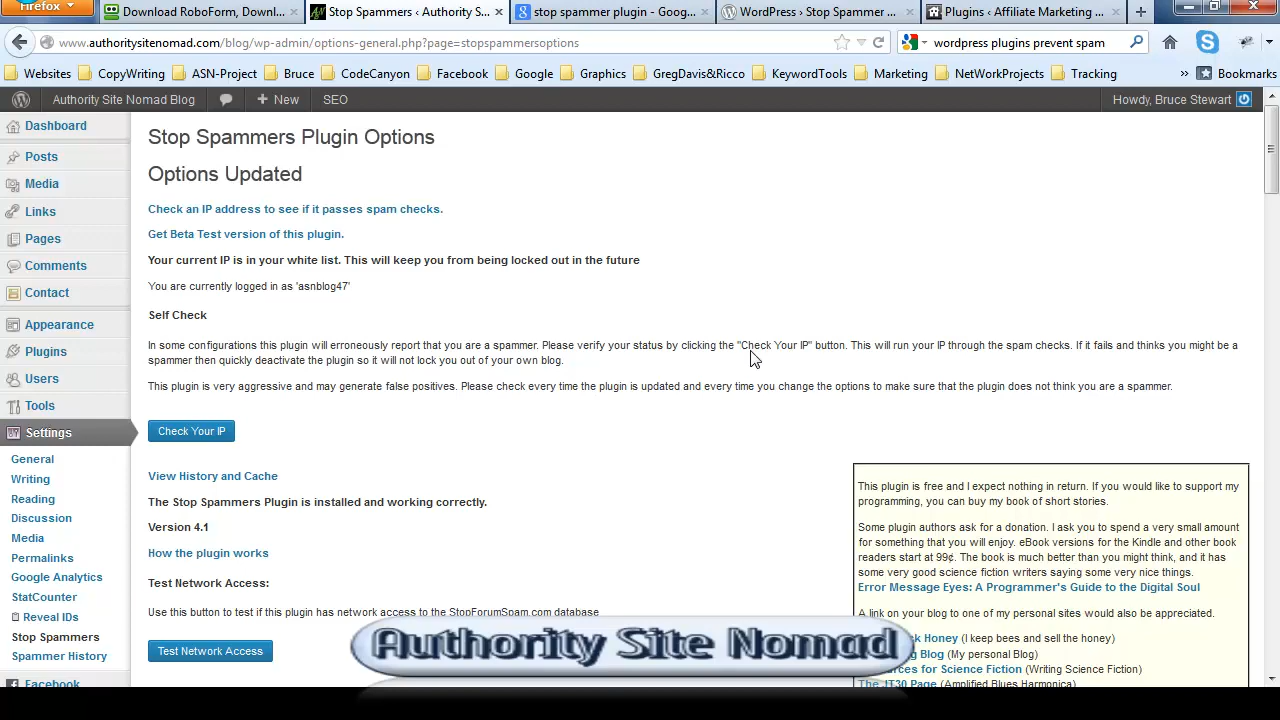 Firefox
Download RoboForm, Downl...
Stop Spammers ‹ Authority S...
stop spammer plugin - Goog...
WordPress › Stop Spammer ...
Plugins ‹ Affiliate Marketing ...
www.authoritysitenomad.com/blog/wp-admin/options-general.php?page=stopspammersoptions
wordpress plugins prevent spam
Websites CopyWriting ASN-Project Bruce CodeCanyon Facebook Google Graphics GregDavis&Ricco KeywordTools Marketing NetWorkProjects Tracking » Bookmarks
Authority Site Nomad Blog + New SEO Howdy, Bruce Stewart
Dashboard
Posts
Media
Links
Pages
Comments
Contact
Appearance
Plugins
Users
Tools
Settings
General
Writing
Reading
Discussion
Media
Permalinks
Google Analytics
StatCounter
Reveal IDs
Stop Spammers
Spammer History
Facebook
Stop Spammers Plugin Options
Options Updated
Check an IP address to see if it passes spam checks.
Get Beta Test version of this plugin.
Your current IP is in your white list. This will keep you from being locked out in the future
You are currently logged in as 'asnblog47'
Self Check
In some configurations this plugin will erroneously report that you are a spammer. Please verify your status by clicking the "Check Your IP" button. This will run your IP through the spam checks. If it fails and thinks you might be a
spammer then quickly deactivate the plugin so it will not lock you out of your own blog.
This plugin is very aggressive and may generate false positives. Please check every time the plugin is updated and every time you change the options to make sure that the plugin does not think you are a spammer.
Check Your IP
View History and Cache
The Stop Spammers Plugin is installed and working correctly.
Version 4.1
How the plugin works
Test Network Access:
Use this button to test if this plugin has network access to the StopForumSpam.com database
Test Network Access
This plugin is free and I expect nothing in return. If you would like to support my
programming, you can buy my book of short stories.
Some plugin authors ask for a donation. I ask you to spend a very small amount
for something that you will enjoy. eBook versions for the Kindle and other book
readers start at 99¢. The book is much better than you might think, and it has
some very good science fiction writers saying some very nice things.
Error Message Eyes: A Programmer's Guide to the Digital Soul
A link on your blog to one of my personal sites would also be appreciated.
Honey (I keep bees and sell the honey)
Blog (My personal Blog)
for Science Fiction (Writing Science Fiction)
The JT30 Page (Amplified Blues Harmonica)
Authority Site Nomad